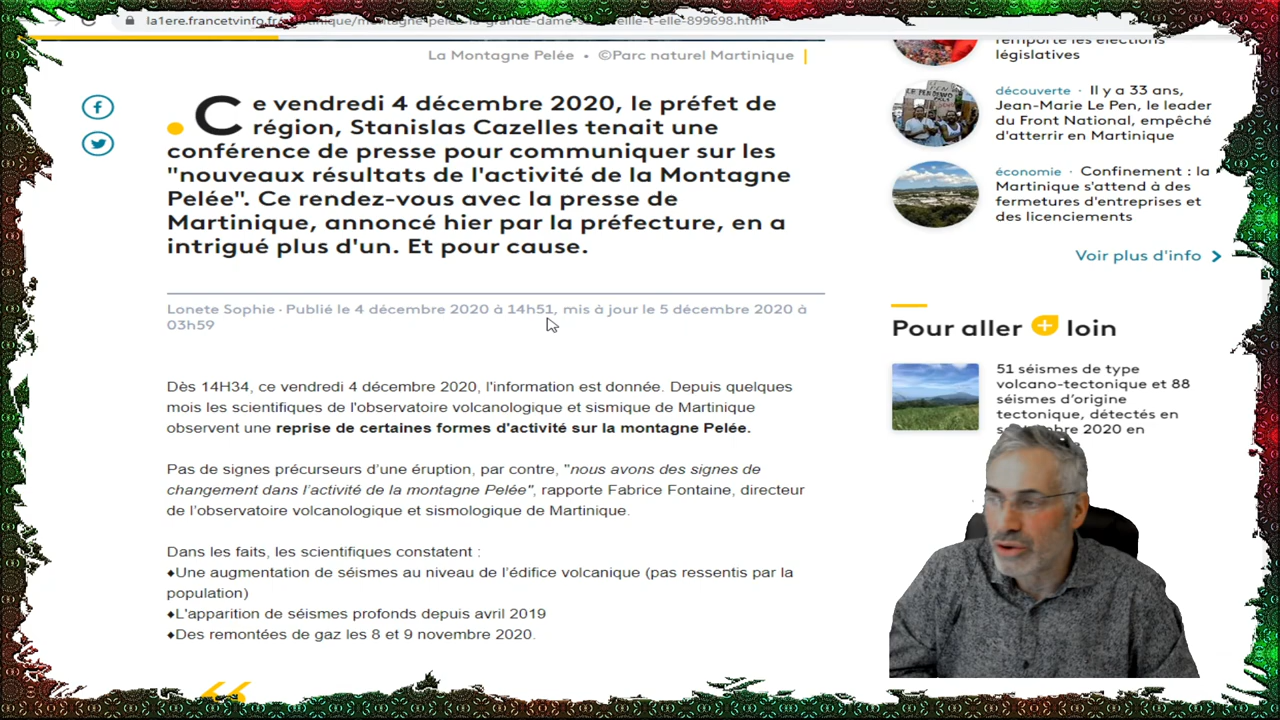 la1ere.francetvinfo.fr
La Montagne Pelée • ©Parc naturel Martinique
Ce vendredi 4 décembre 2020, le préfet de
région, Stanislas Cazelles tenait une
conférence de presse pour communiquer sur les
"nouveaux résultats de l'activité de la Montagne
Pelée". Ce rendez-vous avec la presse de
Martinique, annoncé hier par la préfecture, en a
intrigué plus d'un. Et pour cause.
Lonete Sophie · Publié le 4 décembre 2020 à 14h51, mis à jour le 5 décembre 2020 à
03h59
Dès 14H34, ce vendredi 4 décembre 2020, l'information est donnée. Depuis quelques
mois les scientifiques de l'observatoire volcanologique et sismique de Martinique
observent une reprise de certaines formes d'activité sur la montagne Pelée.
Pas de signes précurseurs d'une éruption, par contre, "nous avons des signes de
changement dans l'activité de la montagne Pelée", rapporte Fabrice Fontaine, directeur
de l'observatoire volcanologique et sismologique de Martinique.
Dans les faits, les scientifiques constatent :
♦Une augmentation de séismes au niveau de l'édifice volcanique (pas ressentis par la
population)
♦L'apparition de séismes profonds depuis avril 2019
♦Des remontées de gaz les 8 et 9 novembre 2020.
remporte les élections
législatives
découverte · Il y a 33 ans,
Jean-Marie Le Pen, le leader
du Front National, empêché
d'atterrir en Martinique
économie · Confinement : la
Martinique s'attend à des
fermetures d'entreprises et
des licenciements
Voir plus d'info >
Pour aller + loin
51 séismes de type
volcano-tectonique et 88
séismes d'origine
tectonique, détectés en
septembre 2020 en